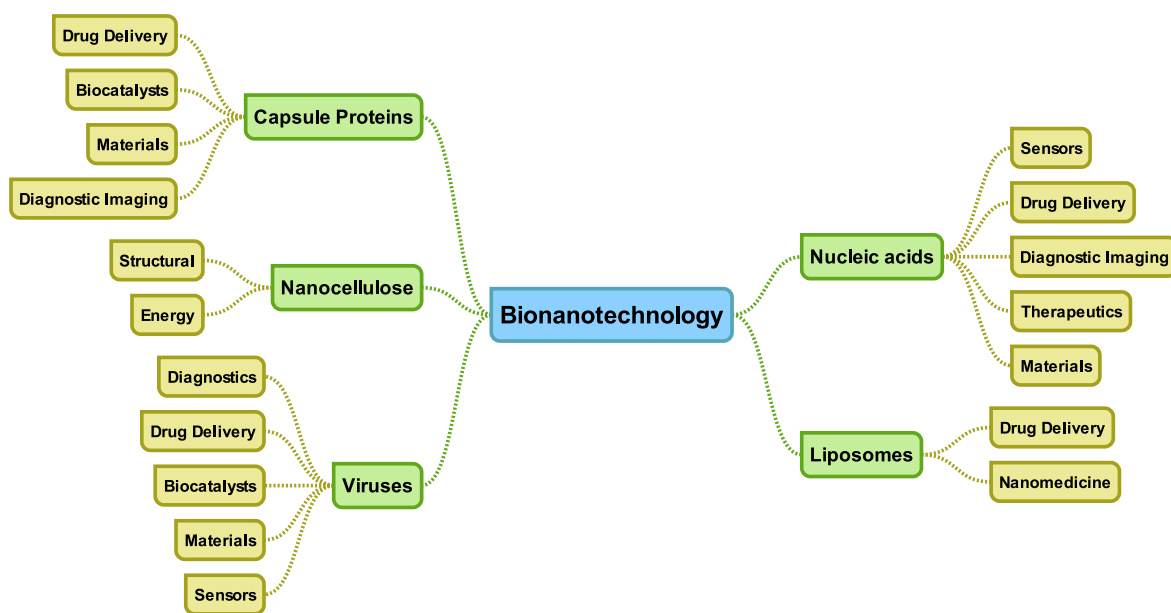 Drug Delivery
Biocatalysts
Materials
Diagnostic Imaging
Capsule Proteins
Structural
Energy
Nanocellulose
Diagnostics
Drug Delivery
Biocatalysts
Materials
Sensors
Viruses
Bionanotechnology
Nucleic acids
Sensors
Drug Delivery
Diagnostic Imaging
Therapeutics
Materials
Liposomes
Drug Delivery
Nanomedicine